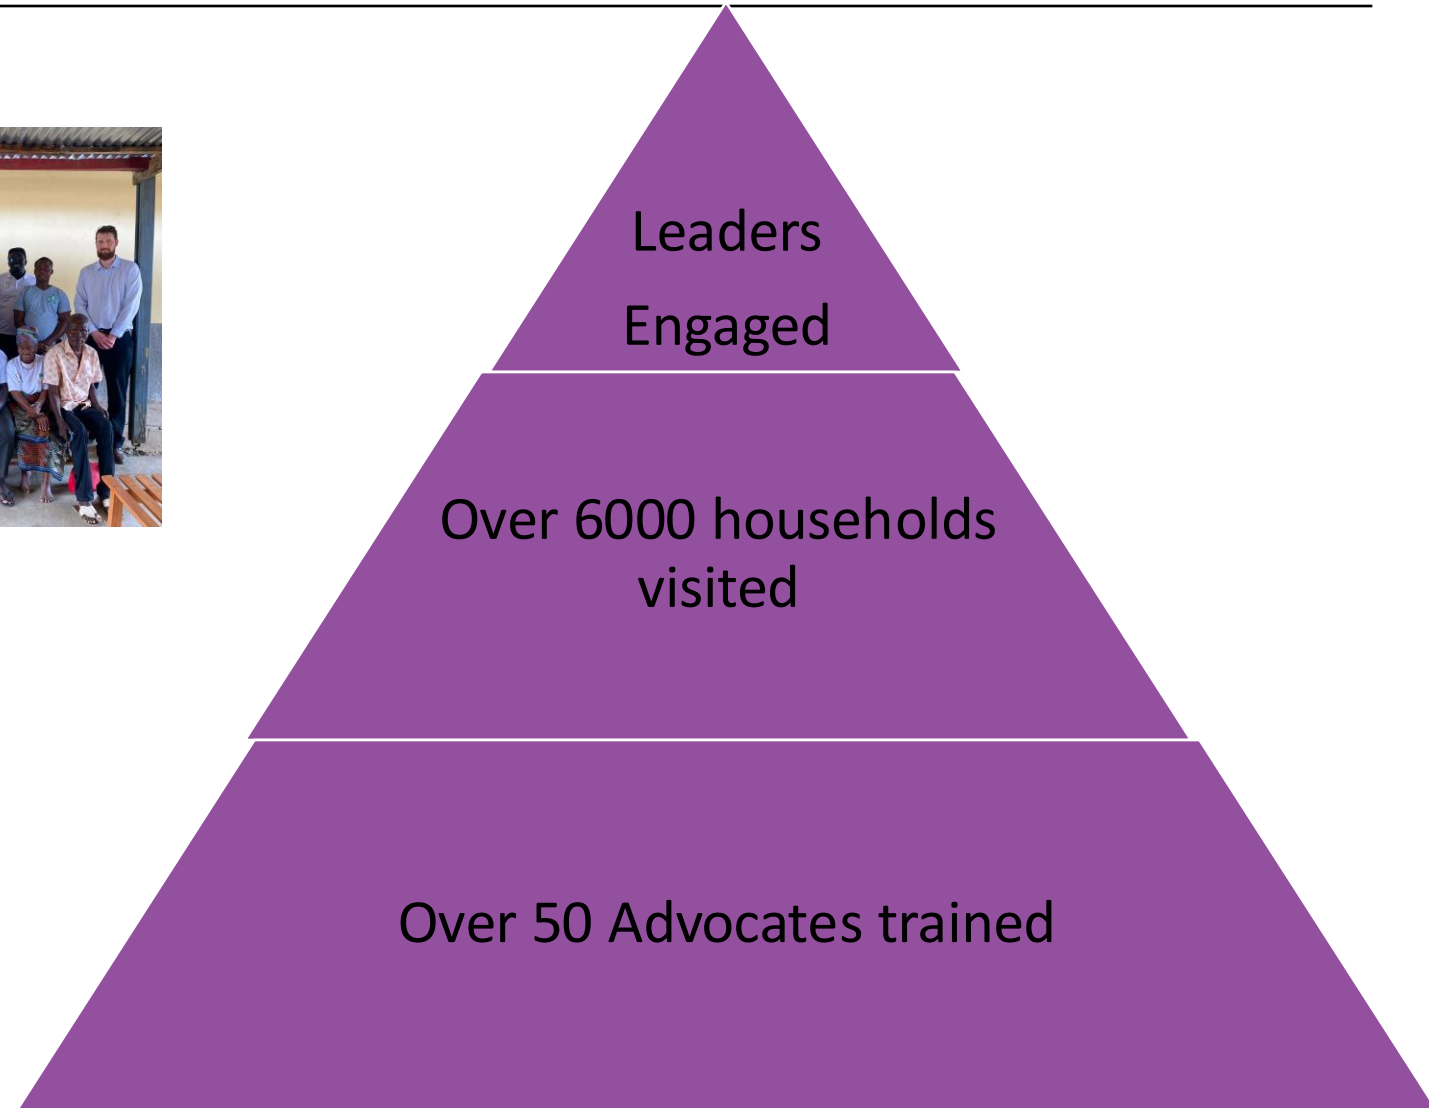 Leaders
Engaged
Over 6000 households
visited
Over 50 Advocates trained